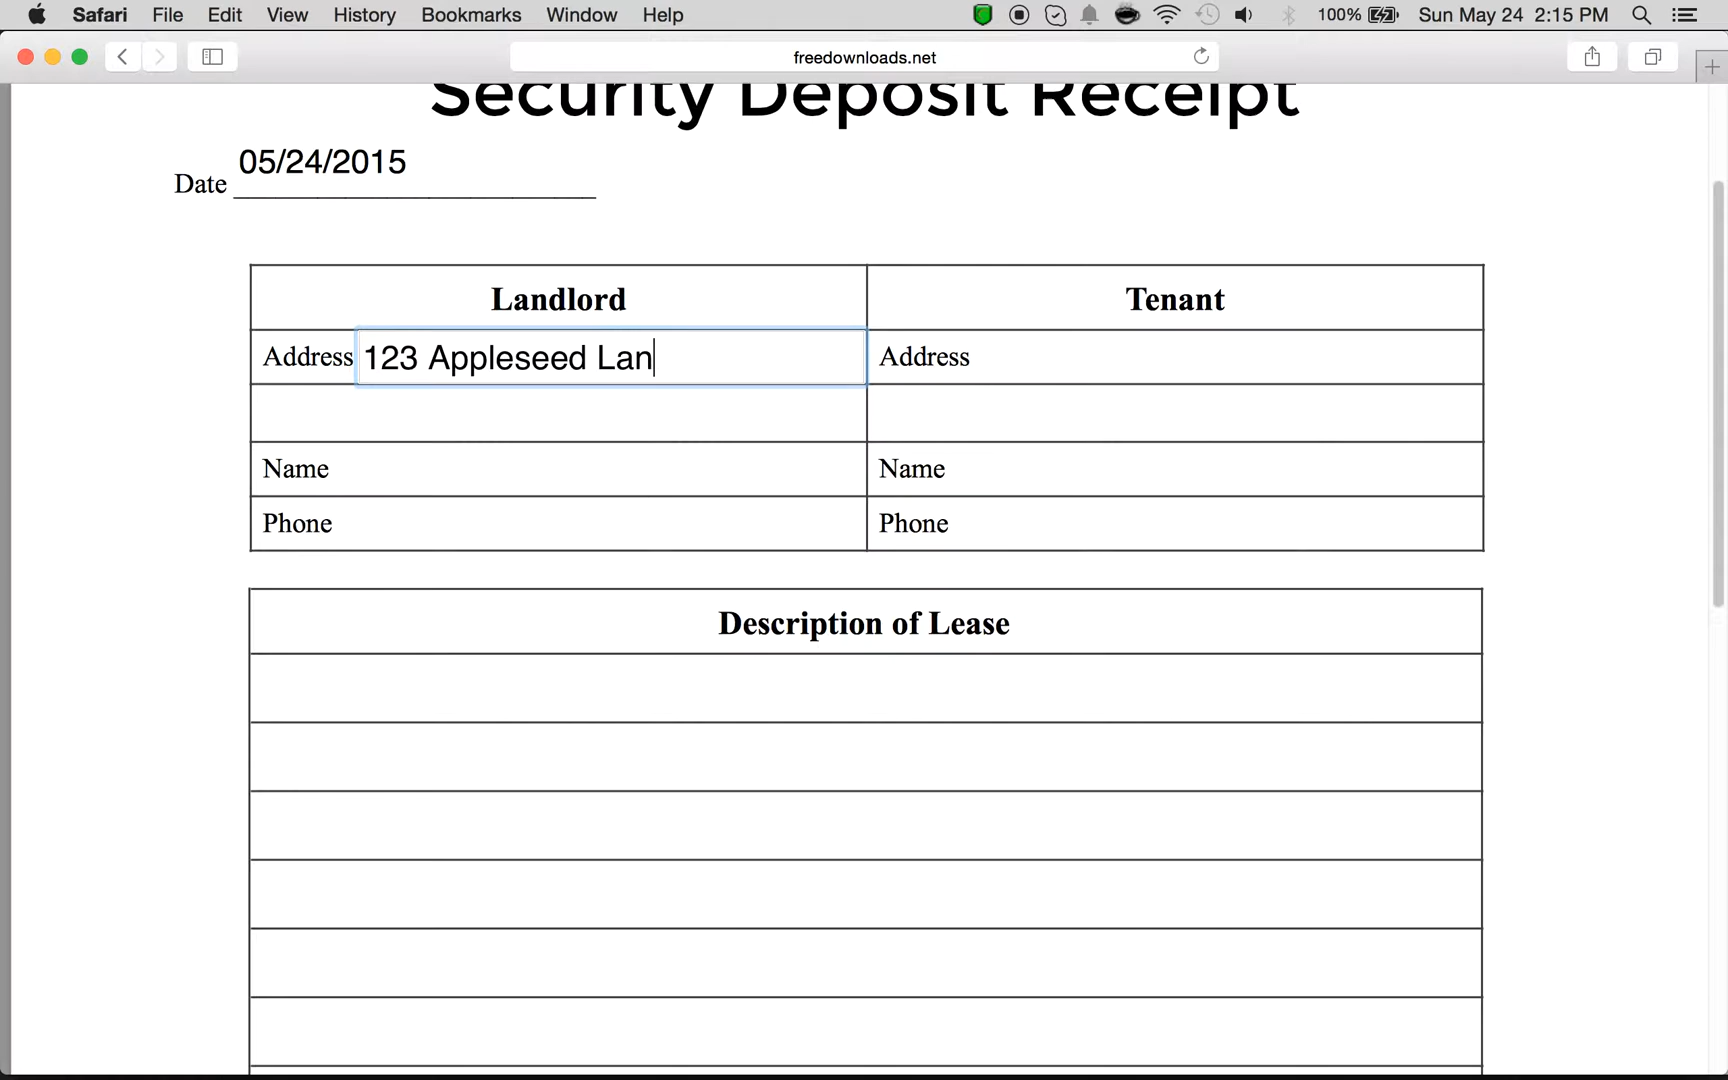 Safari File Edit View History Bookmarks Window Help 100% Sun May 24 2:15 PM
freedownloads.net
Security Deposit Receipt
Date 05/24/2015
Landlord Tenant
Address 123 Appleseed Lan Address
Name Name
Phone Phone
Description of Lease